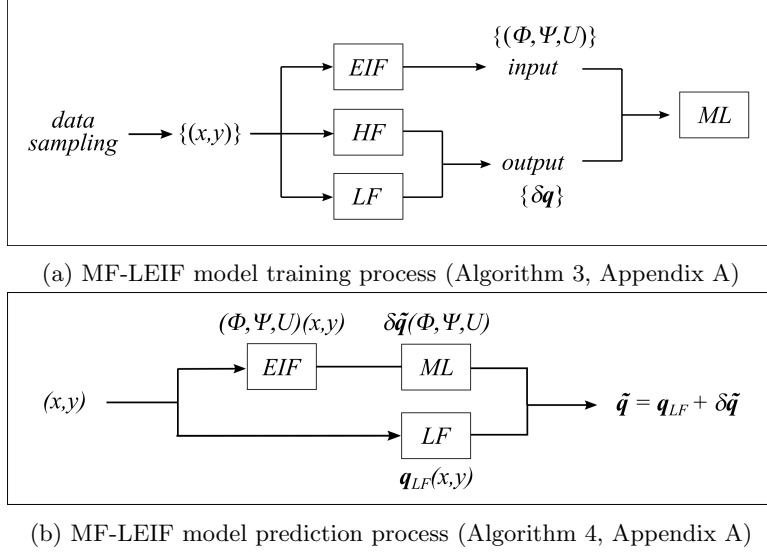 {(Φ,Ψ,U)}
EIF
input
data
sampling
{(x,y)}
HF
ML
LF
output
{δq}
(a) MF-LEIF model training process (Algorithm 3, Appendix A)
(Φ,Ψ,U)(x,y) δq̃(Φ,Ψ,U)
EIF ML
(x,y)
q̃ = q_LF + δq̃
LF
q_LF(x,y)
(b) MF-LEIF model prediction process (Algorithm 4, Appendix A)